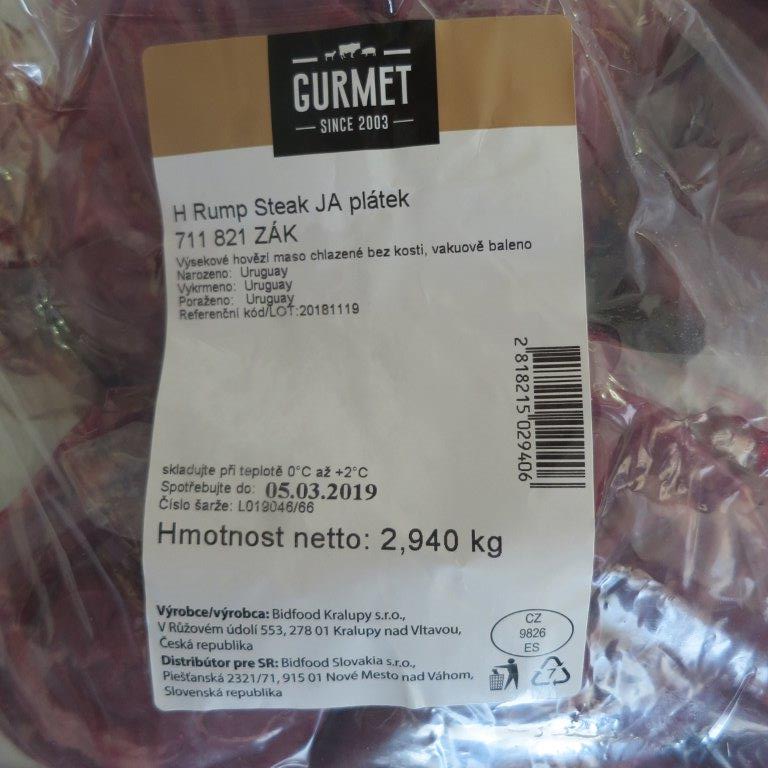 GURMET
SINCE 2003
H Rump Steak JA plátek
711 821 ZÁK
Výsekové hovězí maso chlazené bez kosti, vakuově baleno
Narozeno: Uruguay
Vykrmeno: Uruguay
Poraženo: Uruguay
Referenční kód/LOT:20181119
2 818215 029406
skladujte při teplotě 0°C až +2°C
Spotřebujte do: 05.03.2019
Číslo šarže: L019046/66
Hmotnost netto: 2,940 kg
Výrobce/výrobca: Bidfood Kralupy s.r.o.,
V Růžovém údolí 553, 278 01 Kralupy nad Vltavou,
Česká republika
Distribútor pre SR: Bidfood Slovakia s.r.o.,
Piešťanská 2321/71, 915 01 Nové Mesto nad Váhom,
Slovenská republika
CZ
9826
ES
7